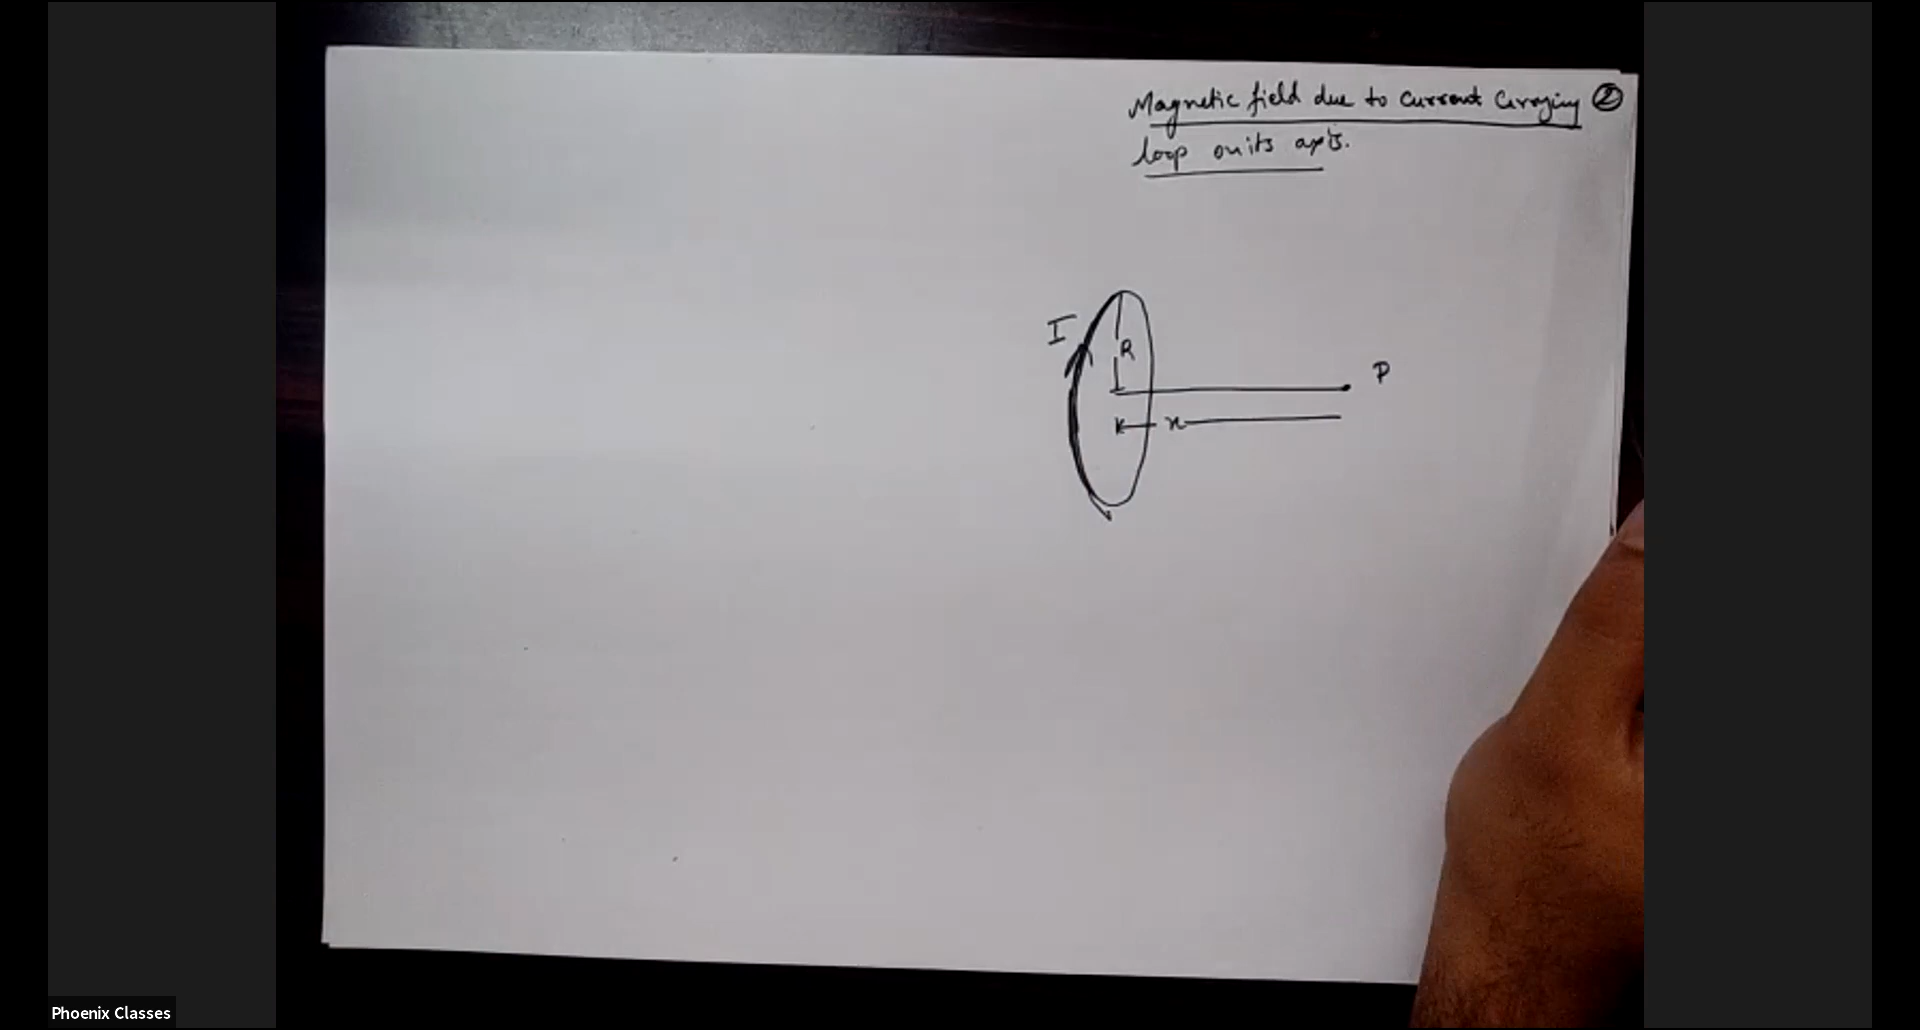 Magnetic field due to current carrying 2
loop on its axis.
I
R
P
x
Phoenix Classes